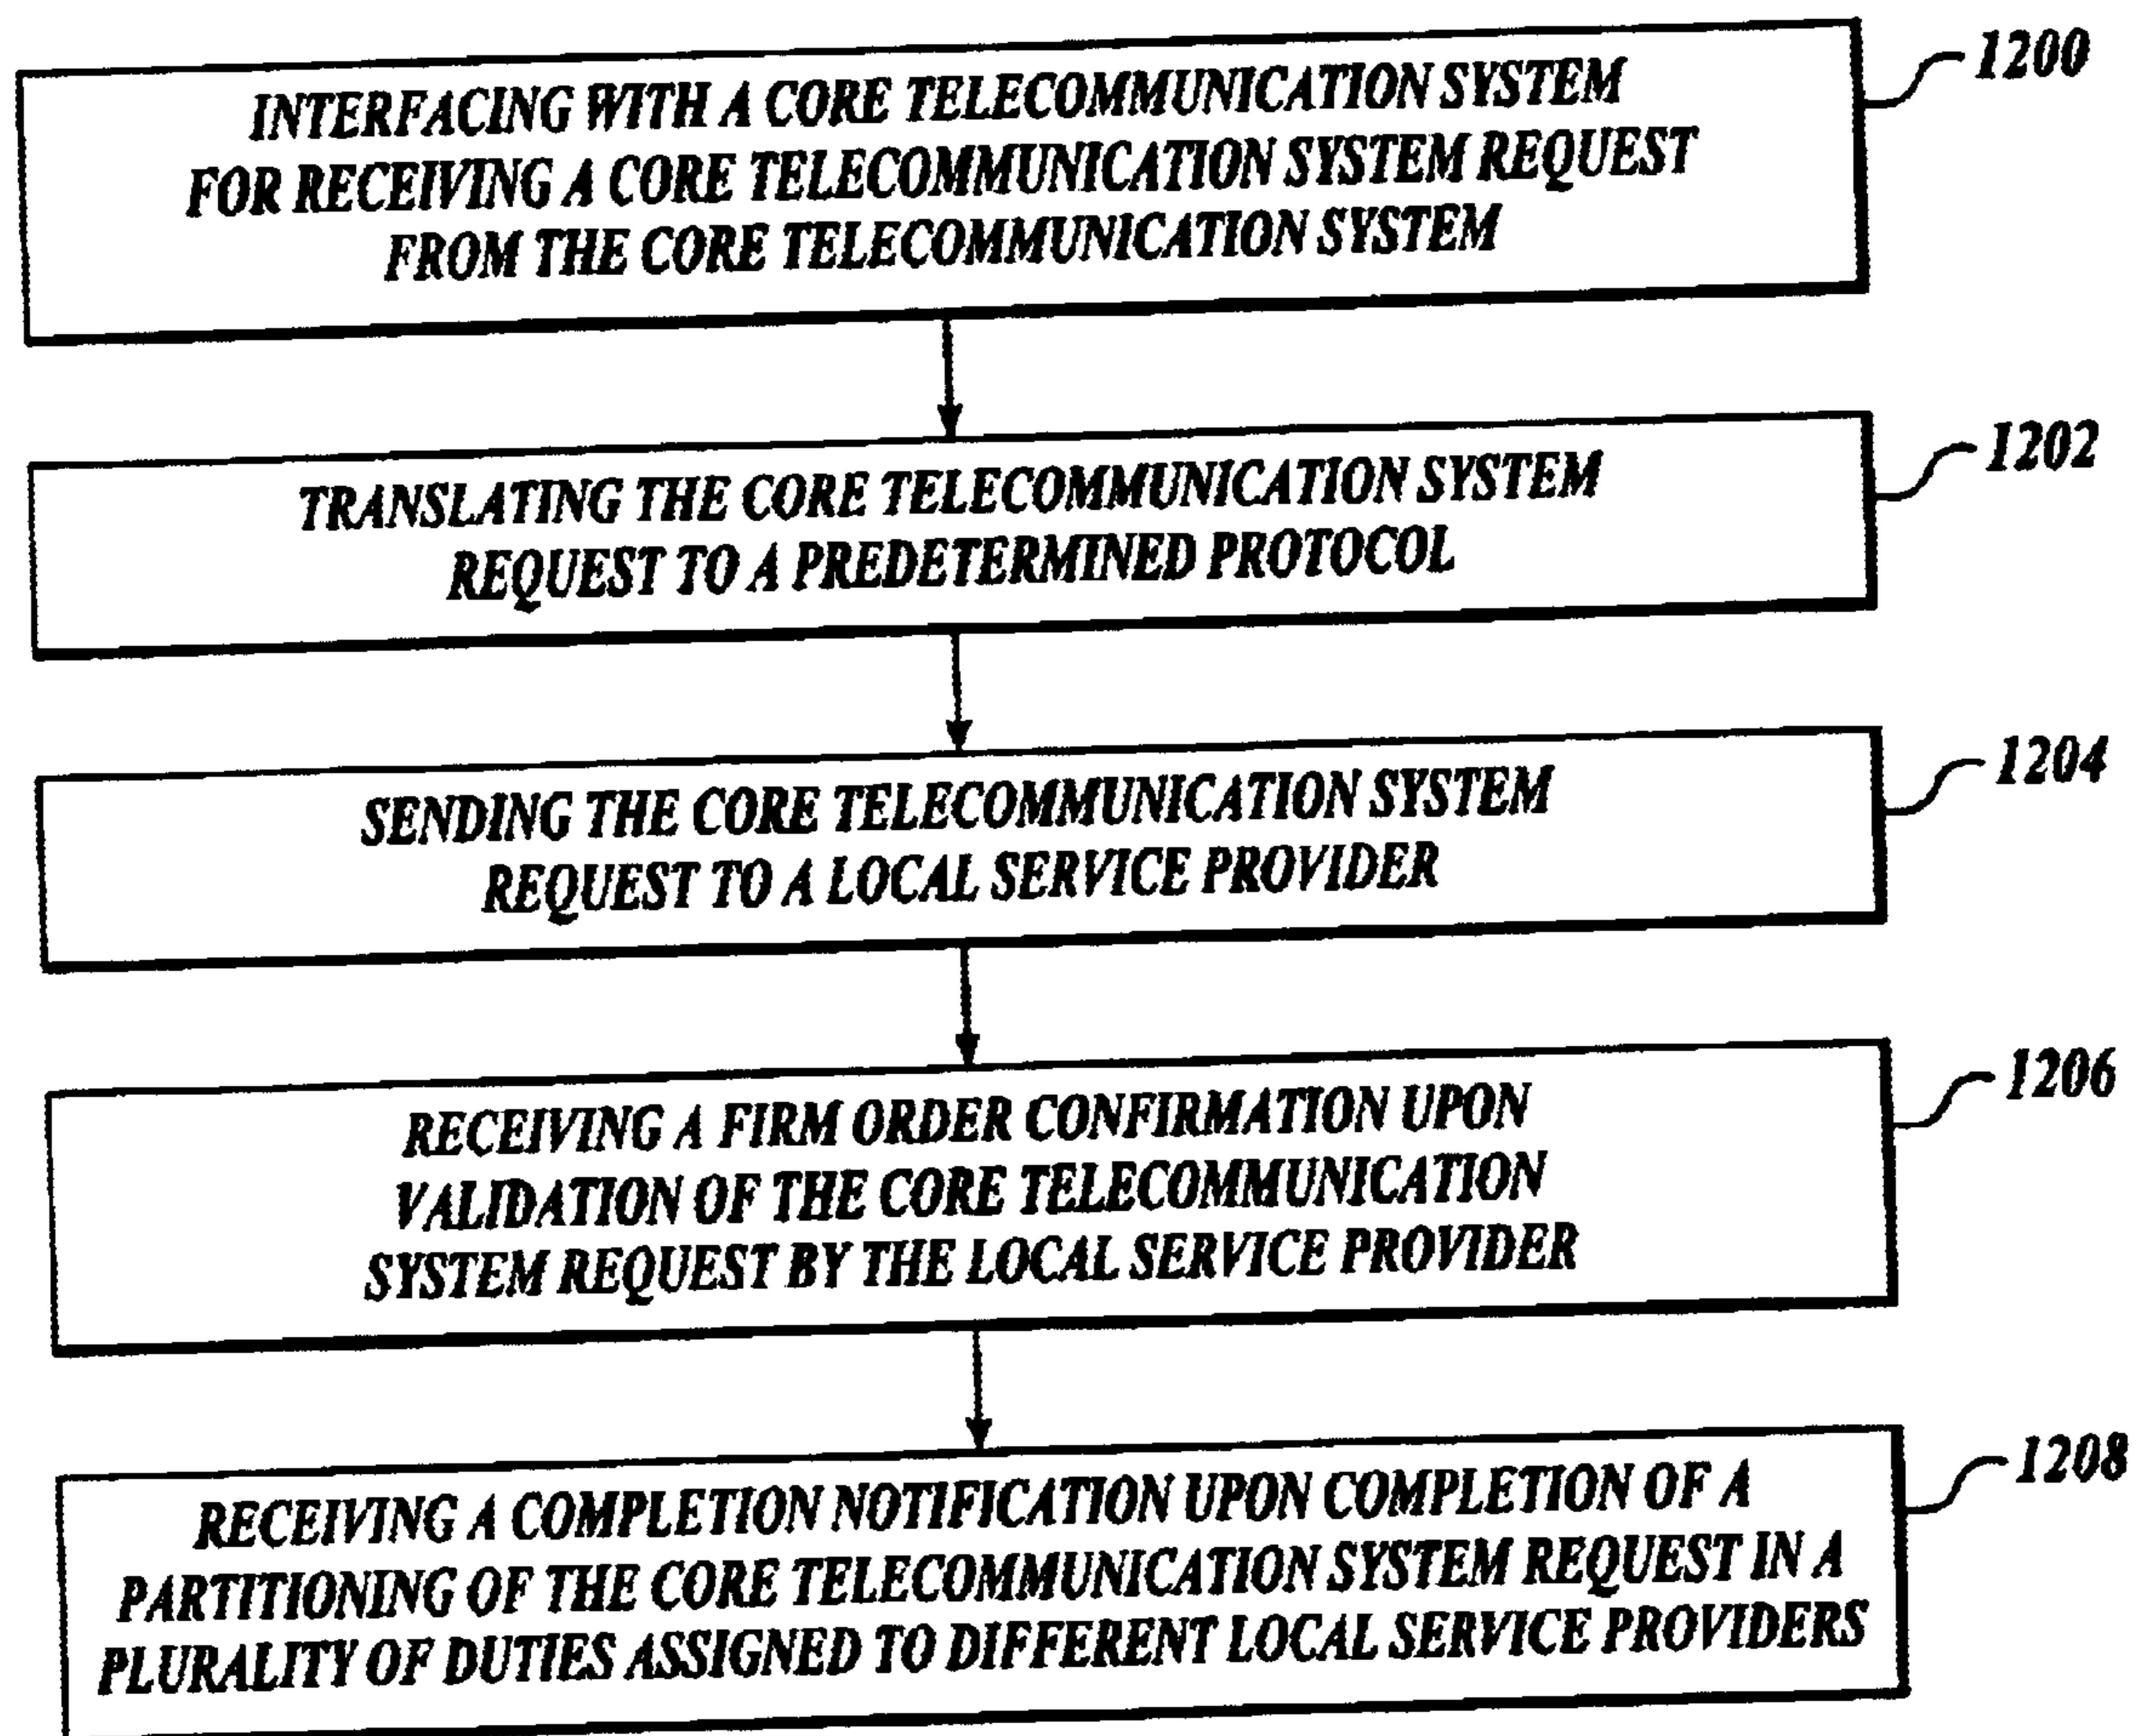 INTERFACING WITH A CORE TELECOMMUNICATION SYSTEM
FOR RECEIVING A CORE TELECOMMUNICATION SYSTEM REQUEST
FROM THE CORE TELECOMMUNICATION SYSTEM
1200
TRANSLATING THE CORE TELECOMMUNICATION SYSTEM
REQUEST TO A PREDETERMINED PROTOCOL
1202
SENDING THE CORE TELECOMMUNICATION SYSTEM
REQUEST TO A LOCAL SERVICE PROVIDER
1204
RECEIVING A FIRM ORDER CONFIRMATION UPON
VALIDATION OF THE CORE TELECOMMUNICATION
SYSTEM REQUEST BY THE LOCAL SERVICE PROVIDER
1206
RECEIVING A COMPLETION NOTIFICATION UPON COMPLETION OF A
PARTITIONING OF THE CORE TELECOMMUNICATION SYSTEM REQUEST IN A
PLURALITY OF DUTIES ASSIGNED TO DIFFERENT LOCAL SERVICE PROVIDERS
1208